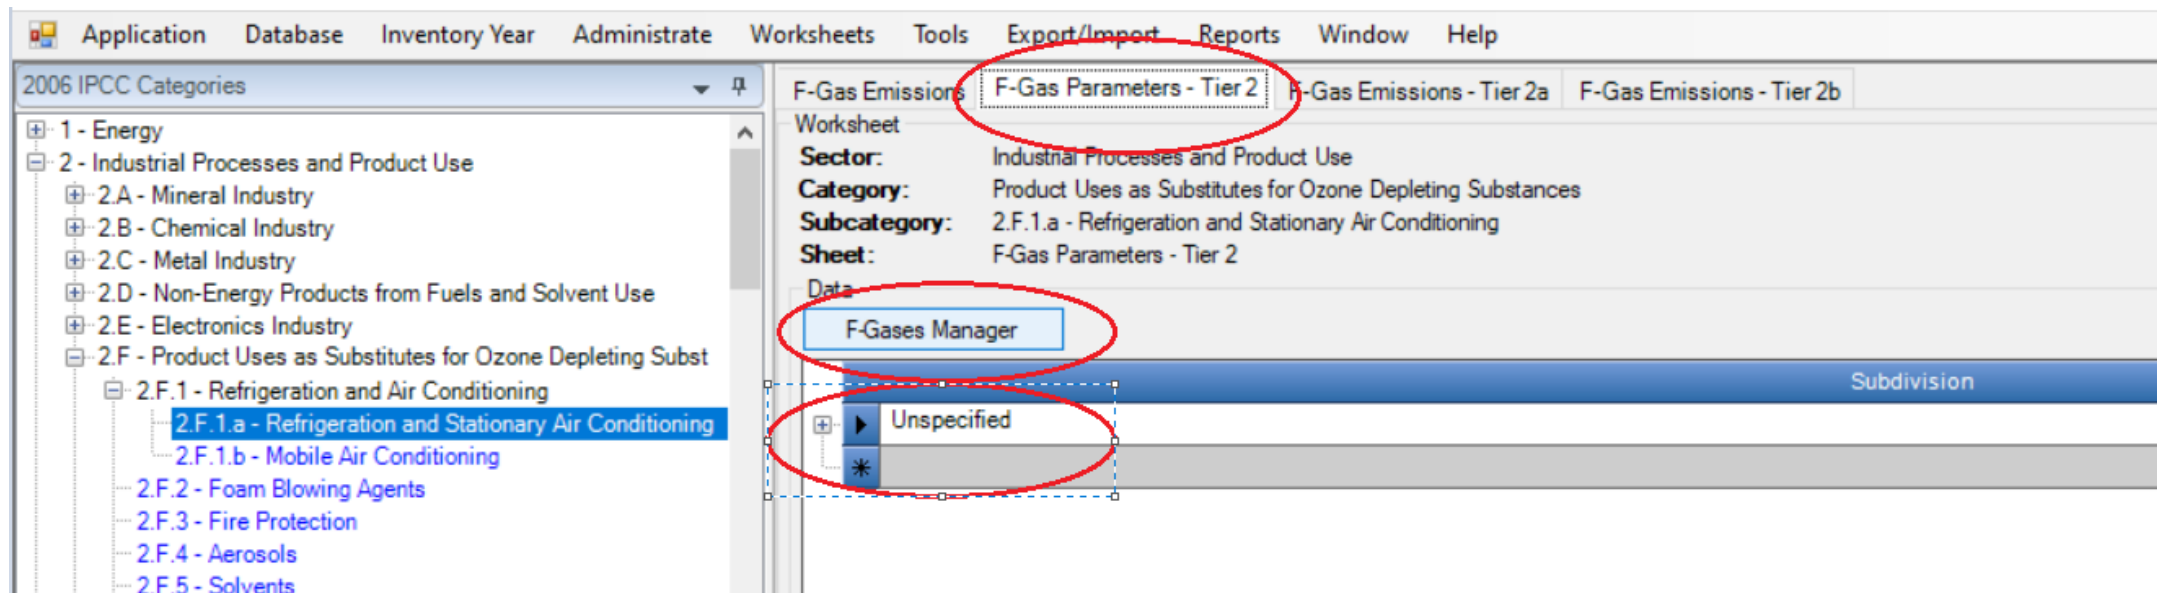 Application Database Inventory Year Administrate Worksheets Tools Export/Import Reports Window Help
2006 IPCC Categories
1 - Energy
2 - Industrial Processes and Product Use
2.A - Mineral Industry
2.B - Chemical Industry
2.C - Metal Industry
2.D - Non-Energy Products from Fuels and Solvent Use
2.E - Electronics Industry
2.F - Product Uses as Substitutes for Ozone Depleting Subst
2.F.1 - Refrigeration and Air Conditioning
2.F.1.a - Refrigeration and Stationary Air Conditioning
2.F.1.b - Mobile Air Conditioning
2.F.2 - Foam Blowing Agents
2.F.3 - Fire Protection
2.F.4 - Aerosols
2.F.5 - Solvents
F-Gas Emissions F-Gas Parameters - Tier 2 F-Gas Emissions - Tier 2a F-Gas Emissions - Tier 2b
Worksheet
Sector: Industrial Processes and Product Use
Category: Product Uses as Substitutes for Ozone Depleting Substances
Subcategory: 2.F.1.a - Refrigeration and Stationary Air Conditioning
Sheet: F-Gas Parameters - Tier 2
Data
F-Gases Manager
Subdivision
Unspecified